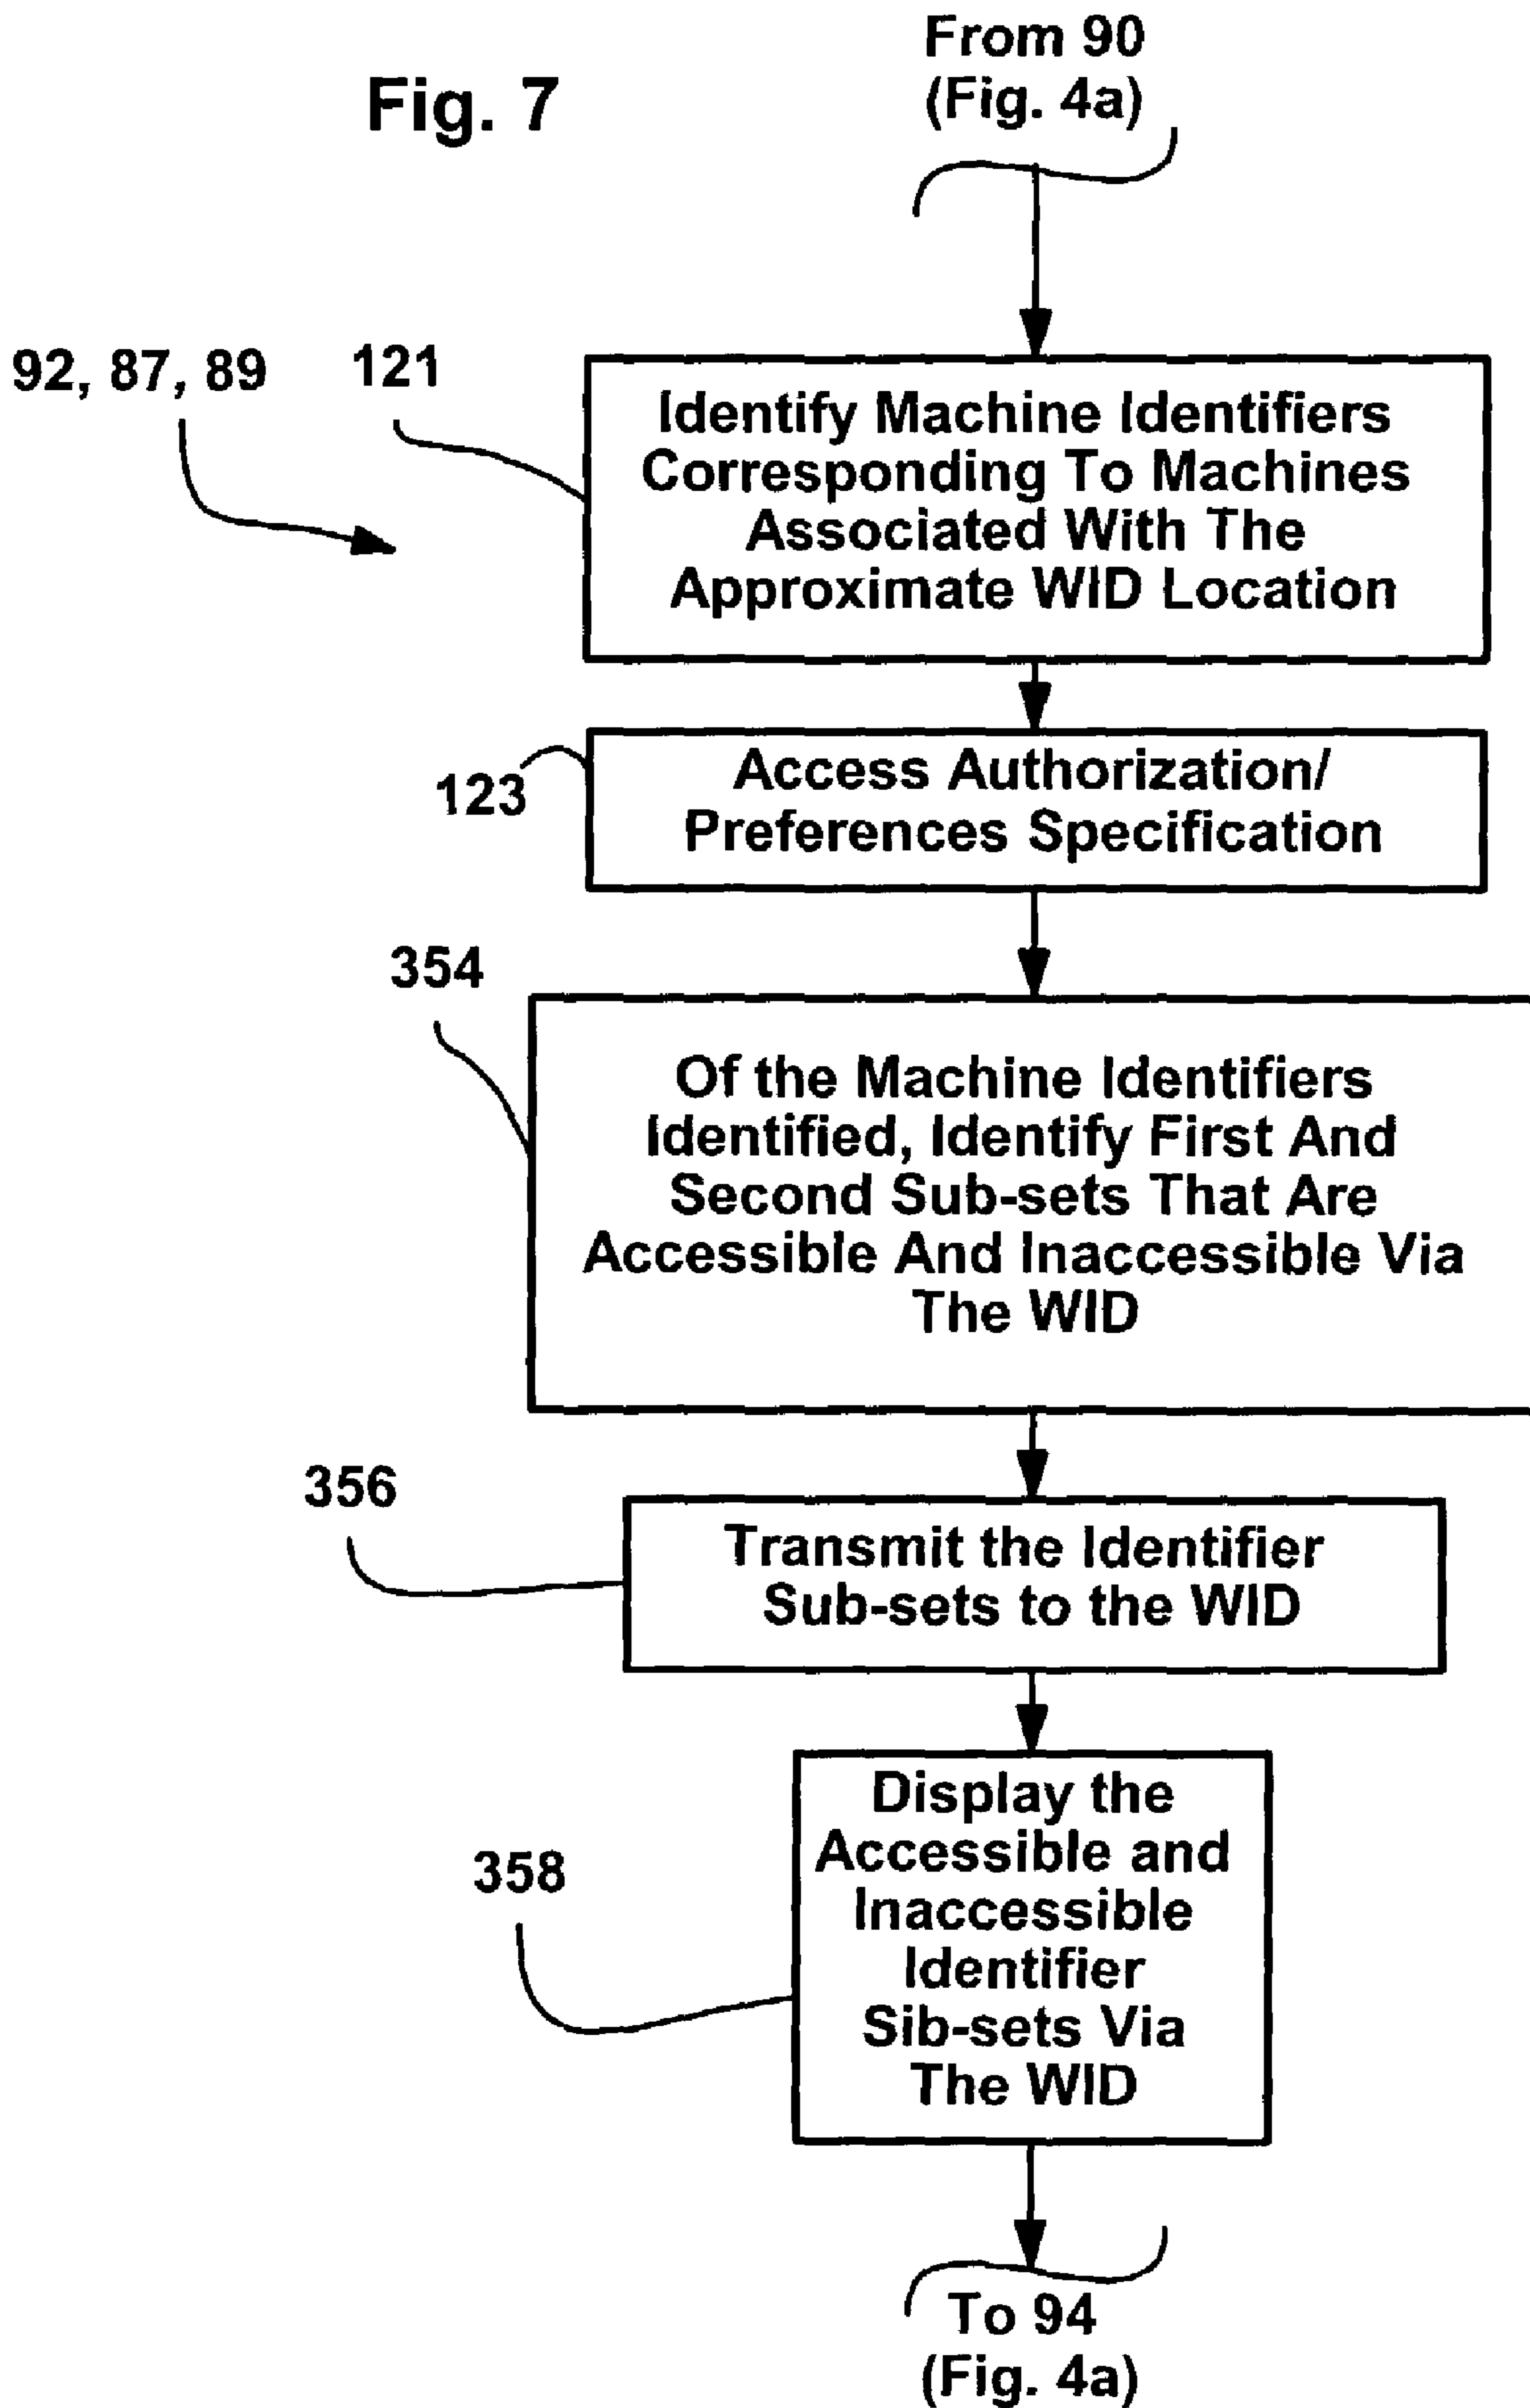 From 90
(Fig. 4a)
Fig. 7
92, 87, 89
121
Identify Machine Identifiers
Corresponding To Machines
Associated With The
Approximate WID Location
123
Access Authorization/
Preferences Specification
354
Of the Machine Identifiers
Identified, Identify First And
Second Sub-sets That Are
Accessible And Inaccessible Via
The WID
356
Transmit the Identifier
Sub-sets to the WID
358
Display the
Accessible and
Inaccessible
Identifier
Sib-sets Via
The WID
To 94
(Fig. 4a)